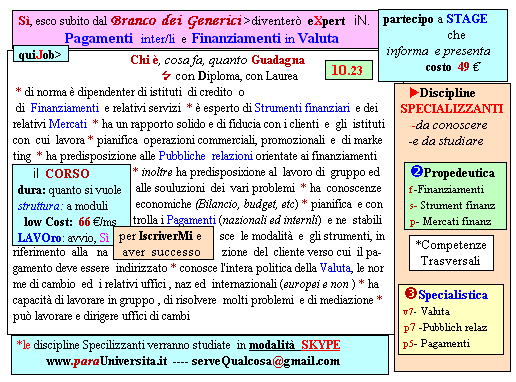 Sì, esco subito dal Branco dei Generici > diventerò eXpert iN.
Pagamenti inter/li e Finanziamenti in Valuta
partecipo a STAGE
che
informa e presenta
costo 49 €
quiJob>
Chi è, cosa fa, quanto Guadagna
con Diploma, con Laurea
10.23
* di norma è dipendenter di istituti di credito o
di Finanziamenti e relativi servizi * è esperto di Strumenti finanziari e dei
relativi Mercati * ha un rapporto solido e di fiducia con i clienti e gli istituti
con cui lavora * pianifica operazioni commerciali, promozionali e di marke
ting * ha predisposizione alle Pubbliche relazioni orientate ai finanziamenti
* inoltre ha predisposizione al lavoro di gruppo ed
alle soluzioni dei vari problemi * ha conoscenze
economiche (Bilancio, budget, etc) * pianifica e con
trolla i Pagamenti (nazionali ed internli) e ne stabili
sce le modalità e gli strumenti, in
riferimento alla na
zione del cliente verso cui il pa-
gamento deve essere indirizzato * conosce l'intera politica della Valuta, le nor
me di cambio ed i relativi uffici , naz ed internazionali (europei e non ) * ha
capacità di lavorare in gruppo , di risolvere molti problemi e di mediazione *
può lavorare e dirigere uffici di cambi
il CORSO
dura: quanto si vuole
struttura: a moduli
low Cost: 66 €/ms
LAVOro: avvio, Sì
per IscriverMi e
aver successo
Discipline
SPECIALIZZANTI
-da conoscere
-e da studiare
2Propedeutica
f-Finanziamenti
s- Strument finanz
p- Mercati finanz
*Competenze
Trasversali
3Specialistica
v7- Valuta
p7 -Pubblich relaz
p5- Pagamenti
*le discipline Specilizzanti verranno studiate in modalità SKYPE
www.paraUniversita.it ---- serveQualcosa@gmail.com